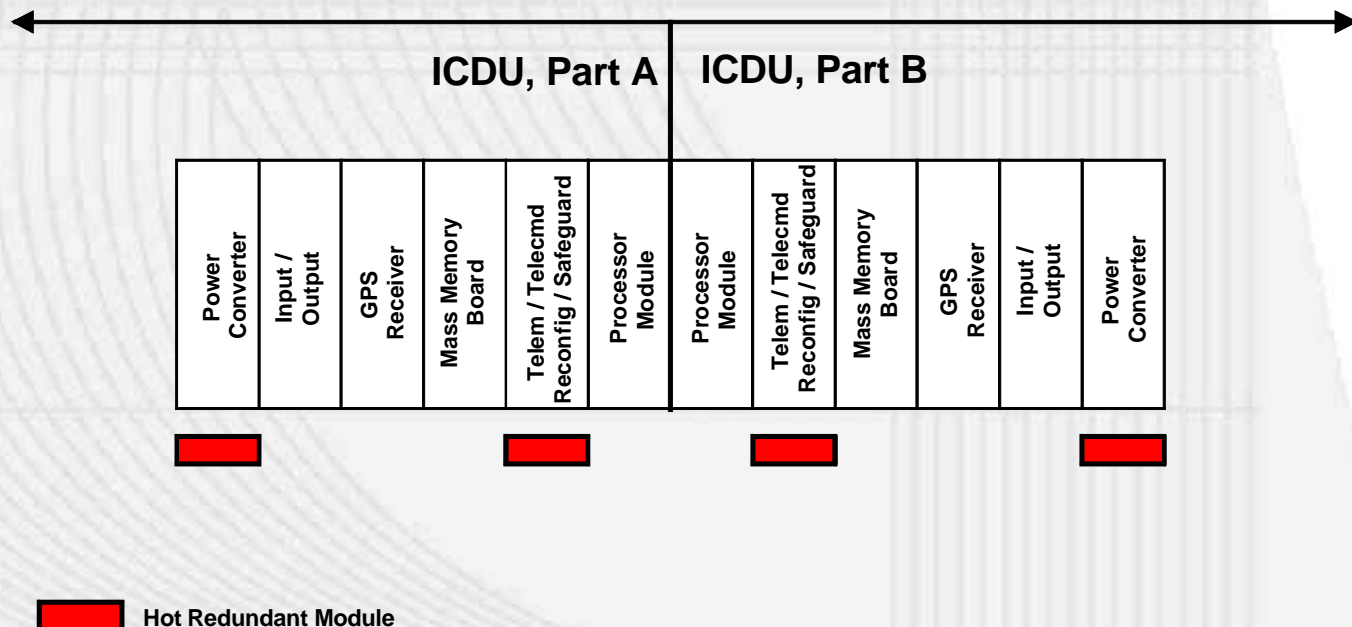 ICDU, Part A
ICDU, Part B
Power
Converter
Input /
Output
GPS
Receiver
Mass Memory
Board
Telem / Telecmd
Reconfig / Safeguard
Processor
Module
Processor
Module
Telem / Telecmd
Reconfig / Safeguard
Mass Memory
Board
GPS
Receiver
Input /
Output
Power
Converter
Hot Redundant Module